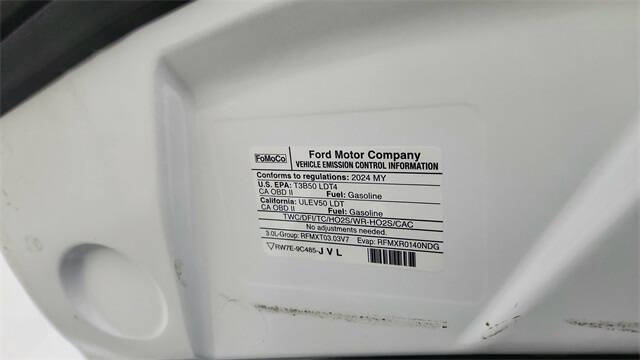 FoMoCo
Ford Motor Company
VEHICLE EMISSION CONTROL INFORMATION
Conforms to regulations: 2024 MY
U.S. EPA: T3B50 LDT4
CA OBD II Fuel: Gasoline
California: ULEV50 LDT
CA OBD II Fuel: Gasoline
TWC/DFI/TC/HO2S/WR-HO2S/CAC
No adjustments needed.
3.0L-Group: RFMXT03.03V7 Evap: RFMXR0140NDG
RW7E-9C485-JVL